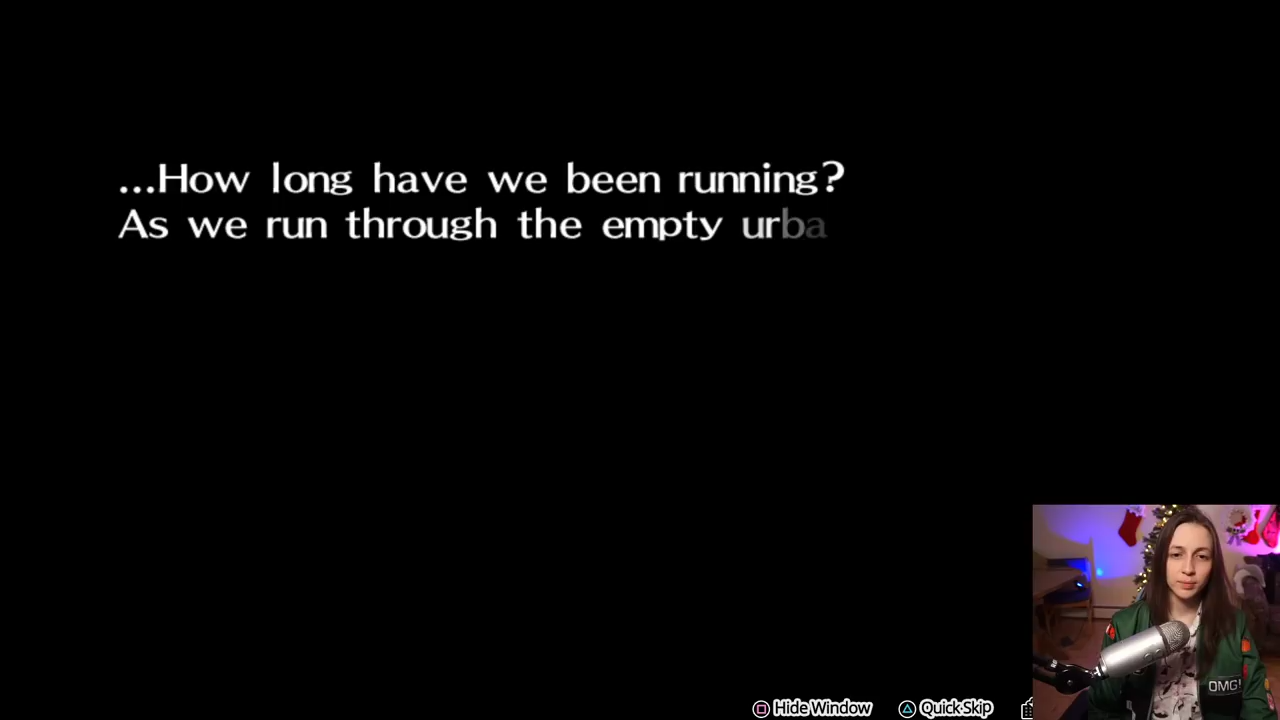 ...How long have we been running?
As we run through the empty urba
Hide Window Quick Skip
OMG!